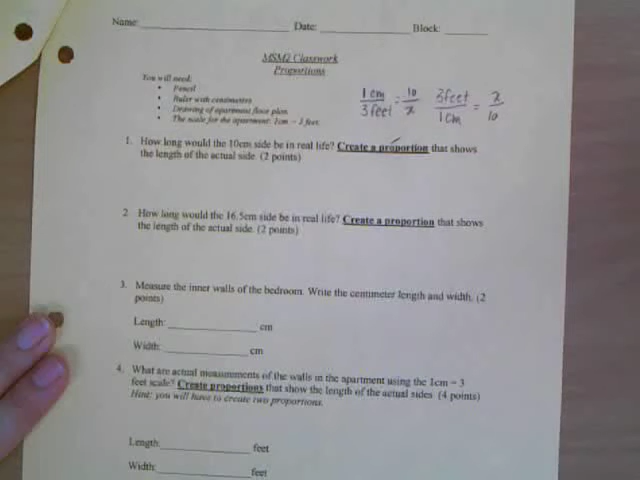 Name: Date: Block:
MSM2 Classwork
Proportions
You will need:
• Pencil
• Ruler with centimeters
• Drawing of apartment floor plan
• The scale for the apartment: 1cm = 3 feet
1cm / 3 feet = 10 / x 3 feet / 1cm = x / 10
1. How long would the 10cm side be in real life? Create a proportion that shows
the length of the actual side. (2 points)
2. How long would the 16.5cm side be in real life? Create a proportion that shows
the length of the actual side. (2 points)
3. Measure the inner walls of the bedroom. Write the centimeter length and width. (2
points)
Length: cm
Width: cm
4. What are actual measurements of the walls in the apartment using the 1cm = 3
feet scale? Create proportions that show the length of the actual sides (4 points)
Hint: you will have to create two proportions.
Length: feet
Width: feet